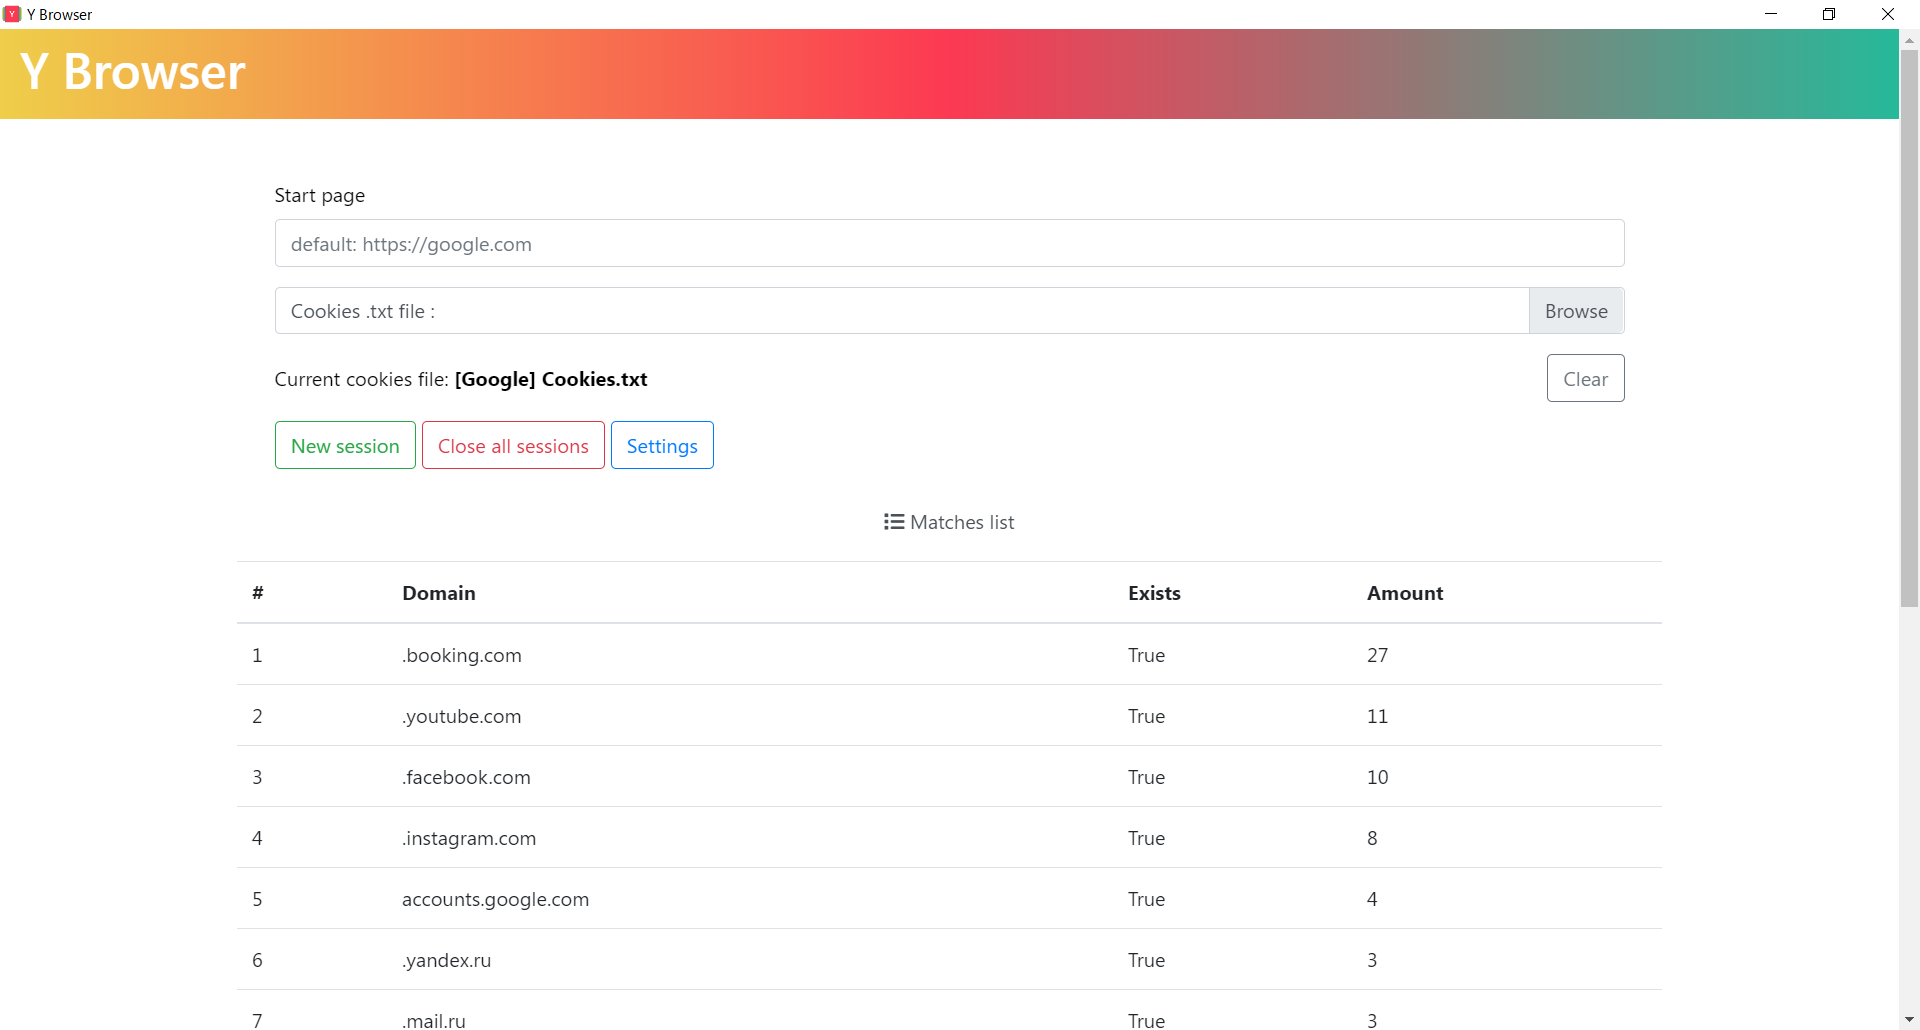 Y Y Browser
Y Browser
Start page
default: https://google.com
Cookies .txt file : Browse
Current cookies file: [Google] Cookies.txt Clear
New session Close all sessions Settings
Matches list
# Domain Exists Amount
1 .booking.com True 27
2 .youtube.com True 11
3 .facebook.com True 10
4 .instagram.com True 8
5 accounts.google.com True 4
6 .yandex.ru True 3
7 .mail.ru True 3